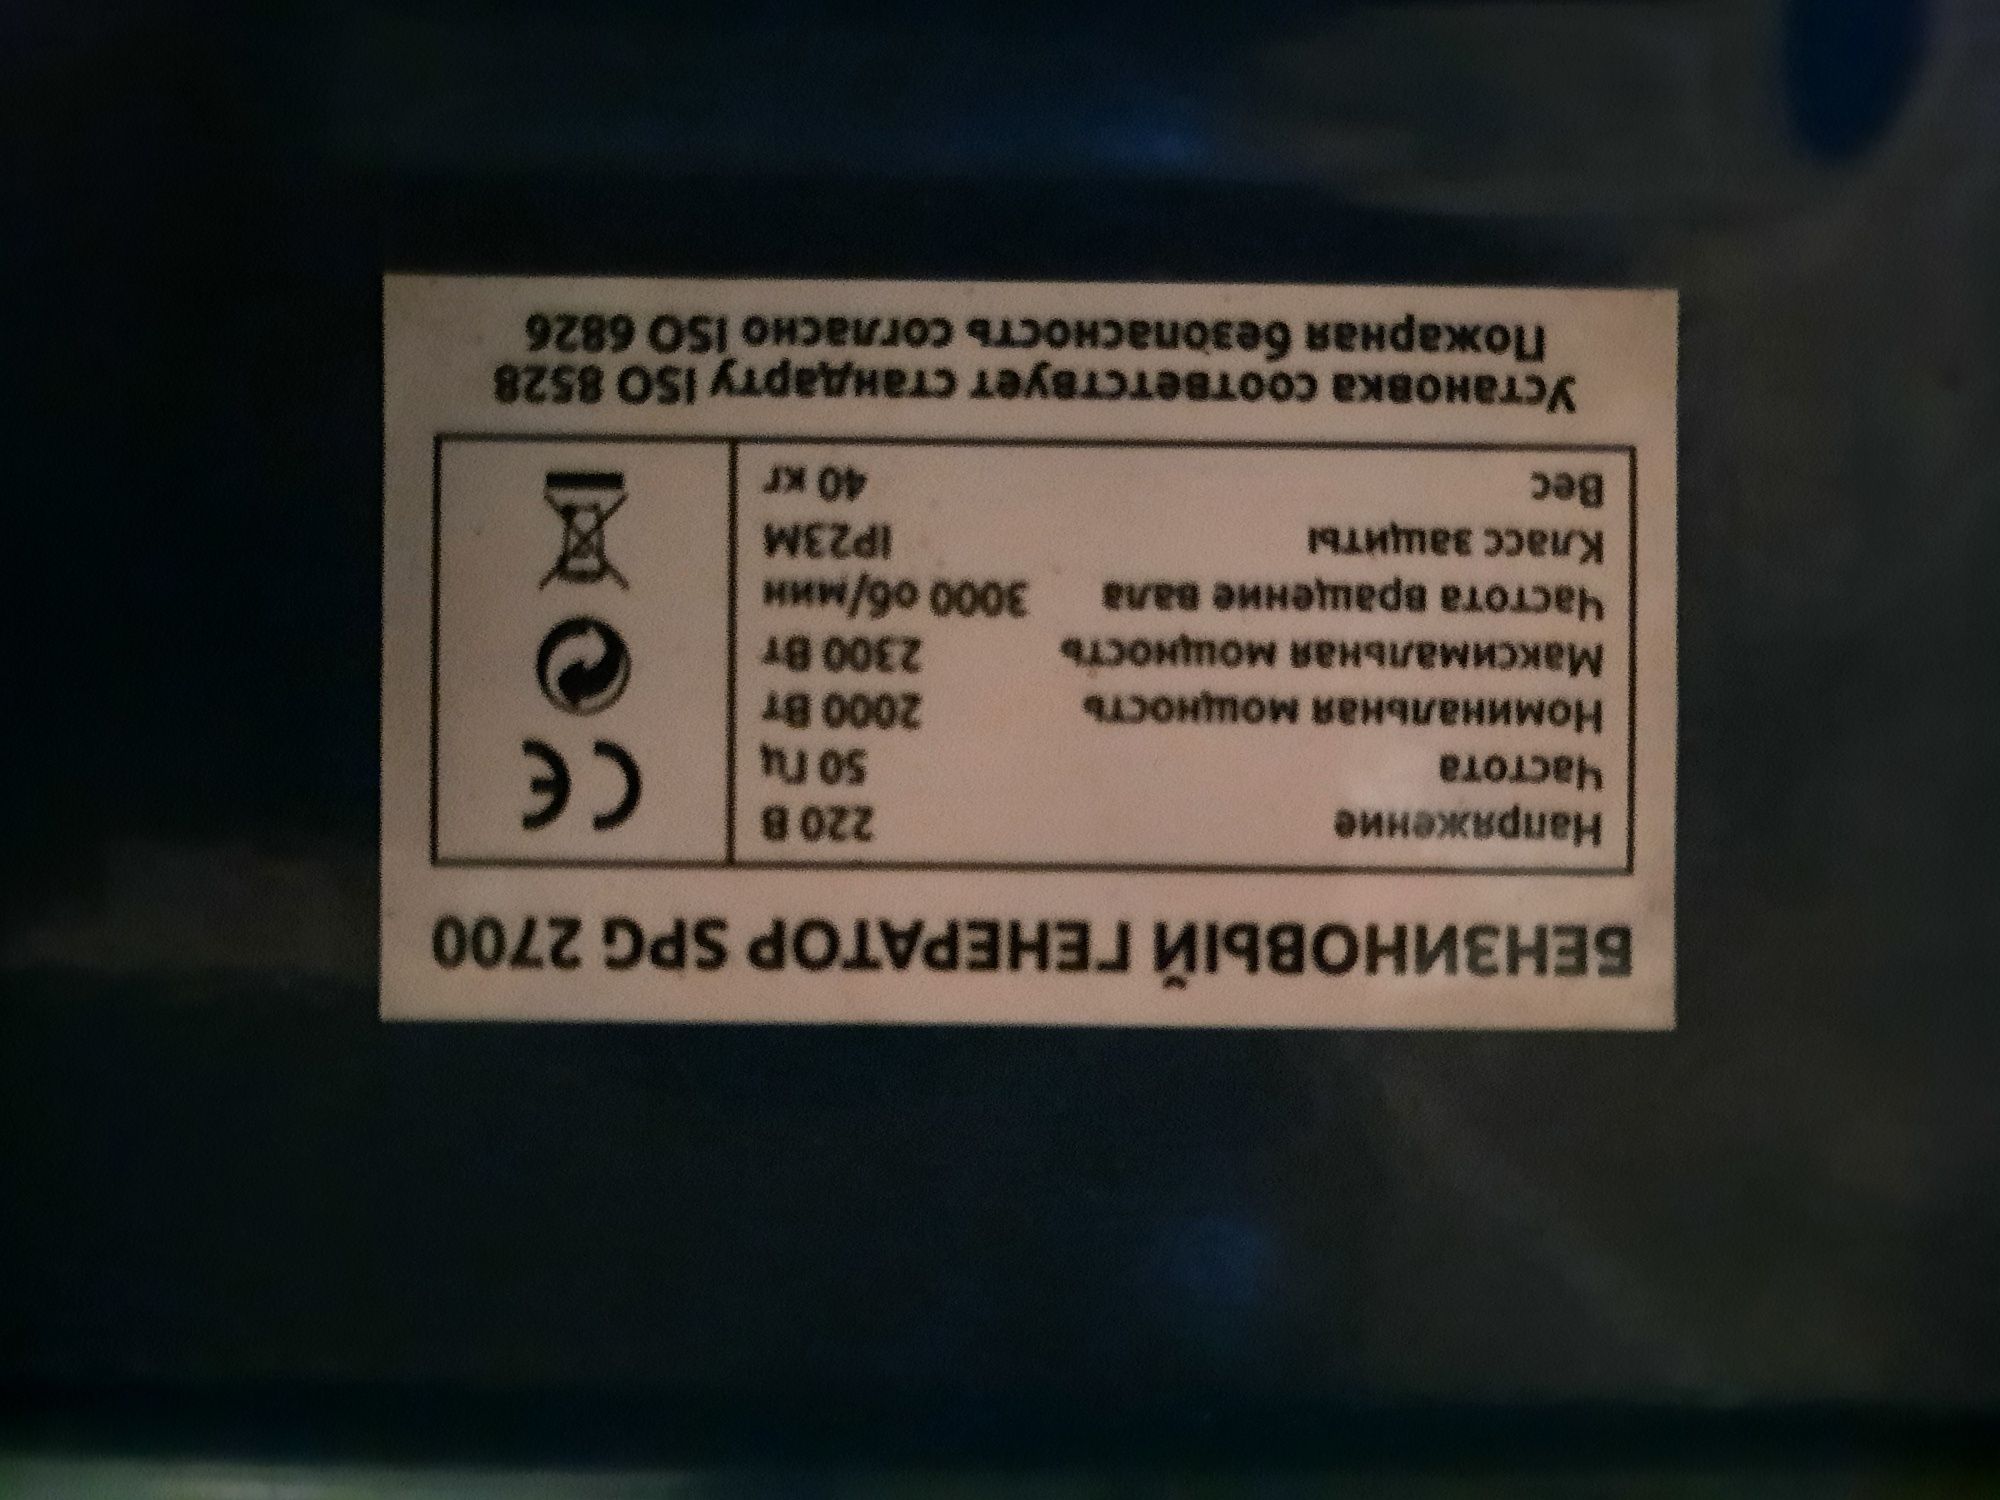 БЕНЗИНОВЫЙ ГЕНЕРАТОР SPG 2700
Напряжение 220 В
Частота 50 Гц
Номинальная мощность 2000 Вт
Максимальная мощность 2300 Вт
Частота вращение вала 3000 об/мин
Класс защиты IP23M
Вес 40 кг
CE
Установка соответствует стандарту ISO 8528
Пожарная безопасность согласно ISO 6826